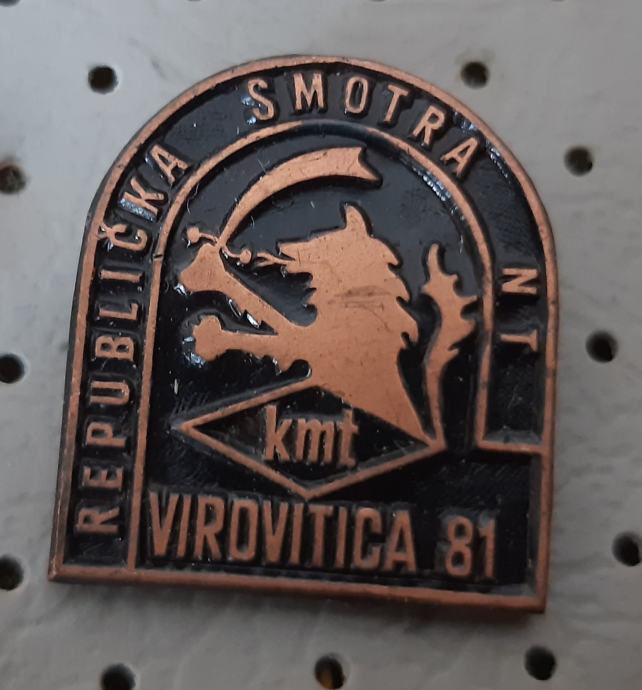 REPUBLIČKA SMOTRA NT
kmt
VIROVITICA 81